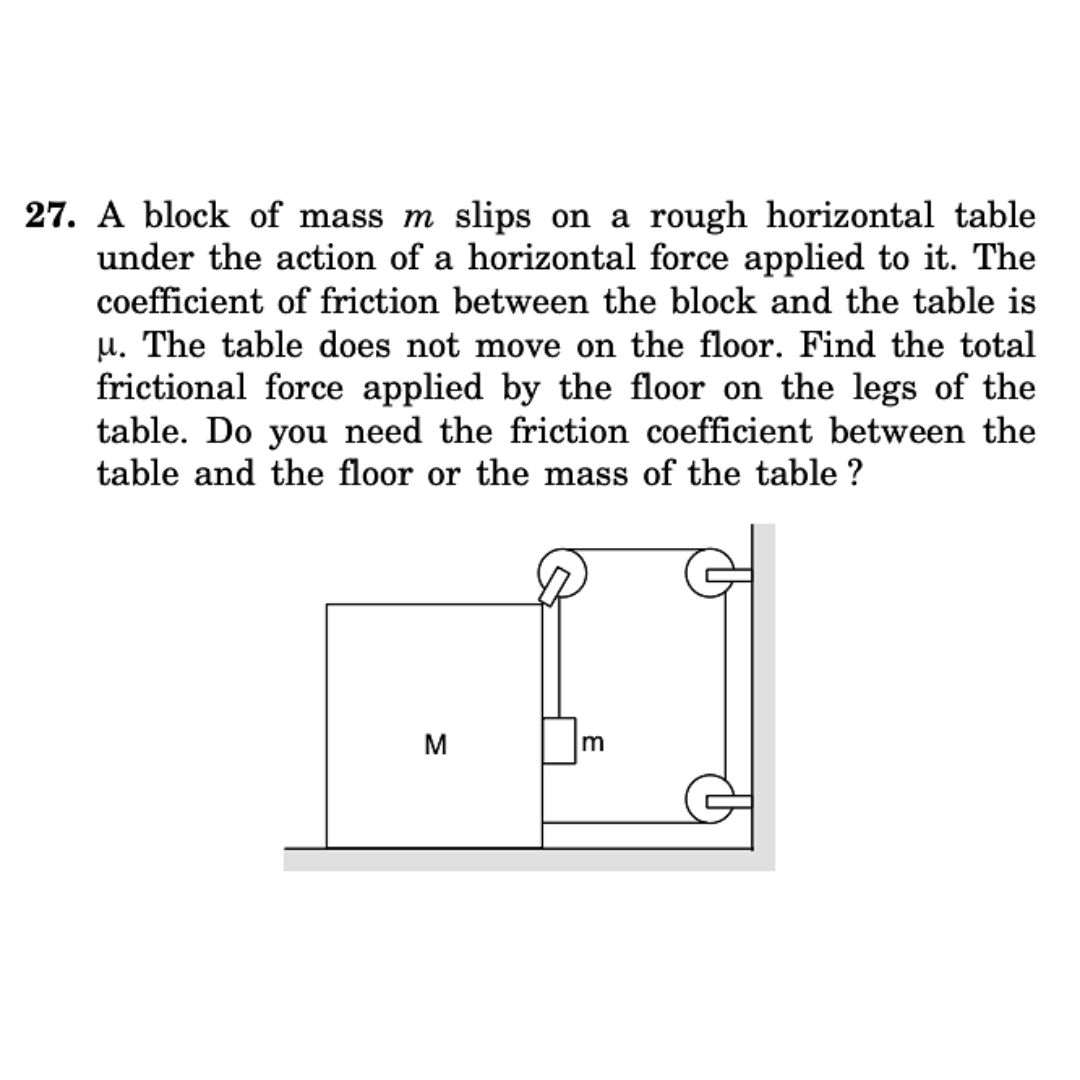 27. A block of mass m slips on a rough horizontal table
under the action of a horizontal force applied to it. The
coefficient of friction between the block and the table is
μ. The table does not move on the floor. Find the total
frictional force applied by the floor on the legs of the
table. Do you need the friction coefficient between the
table and the floor or the mass of the table ?
M
m